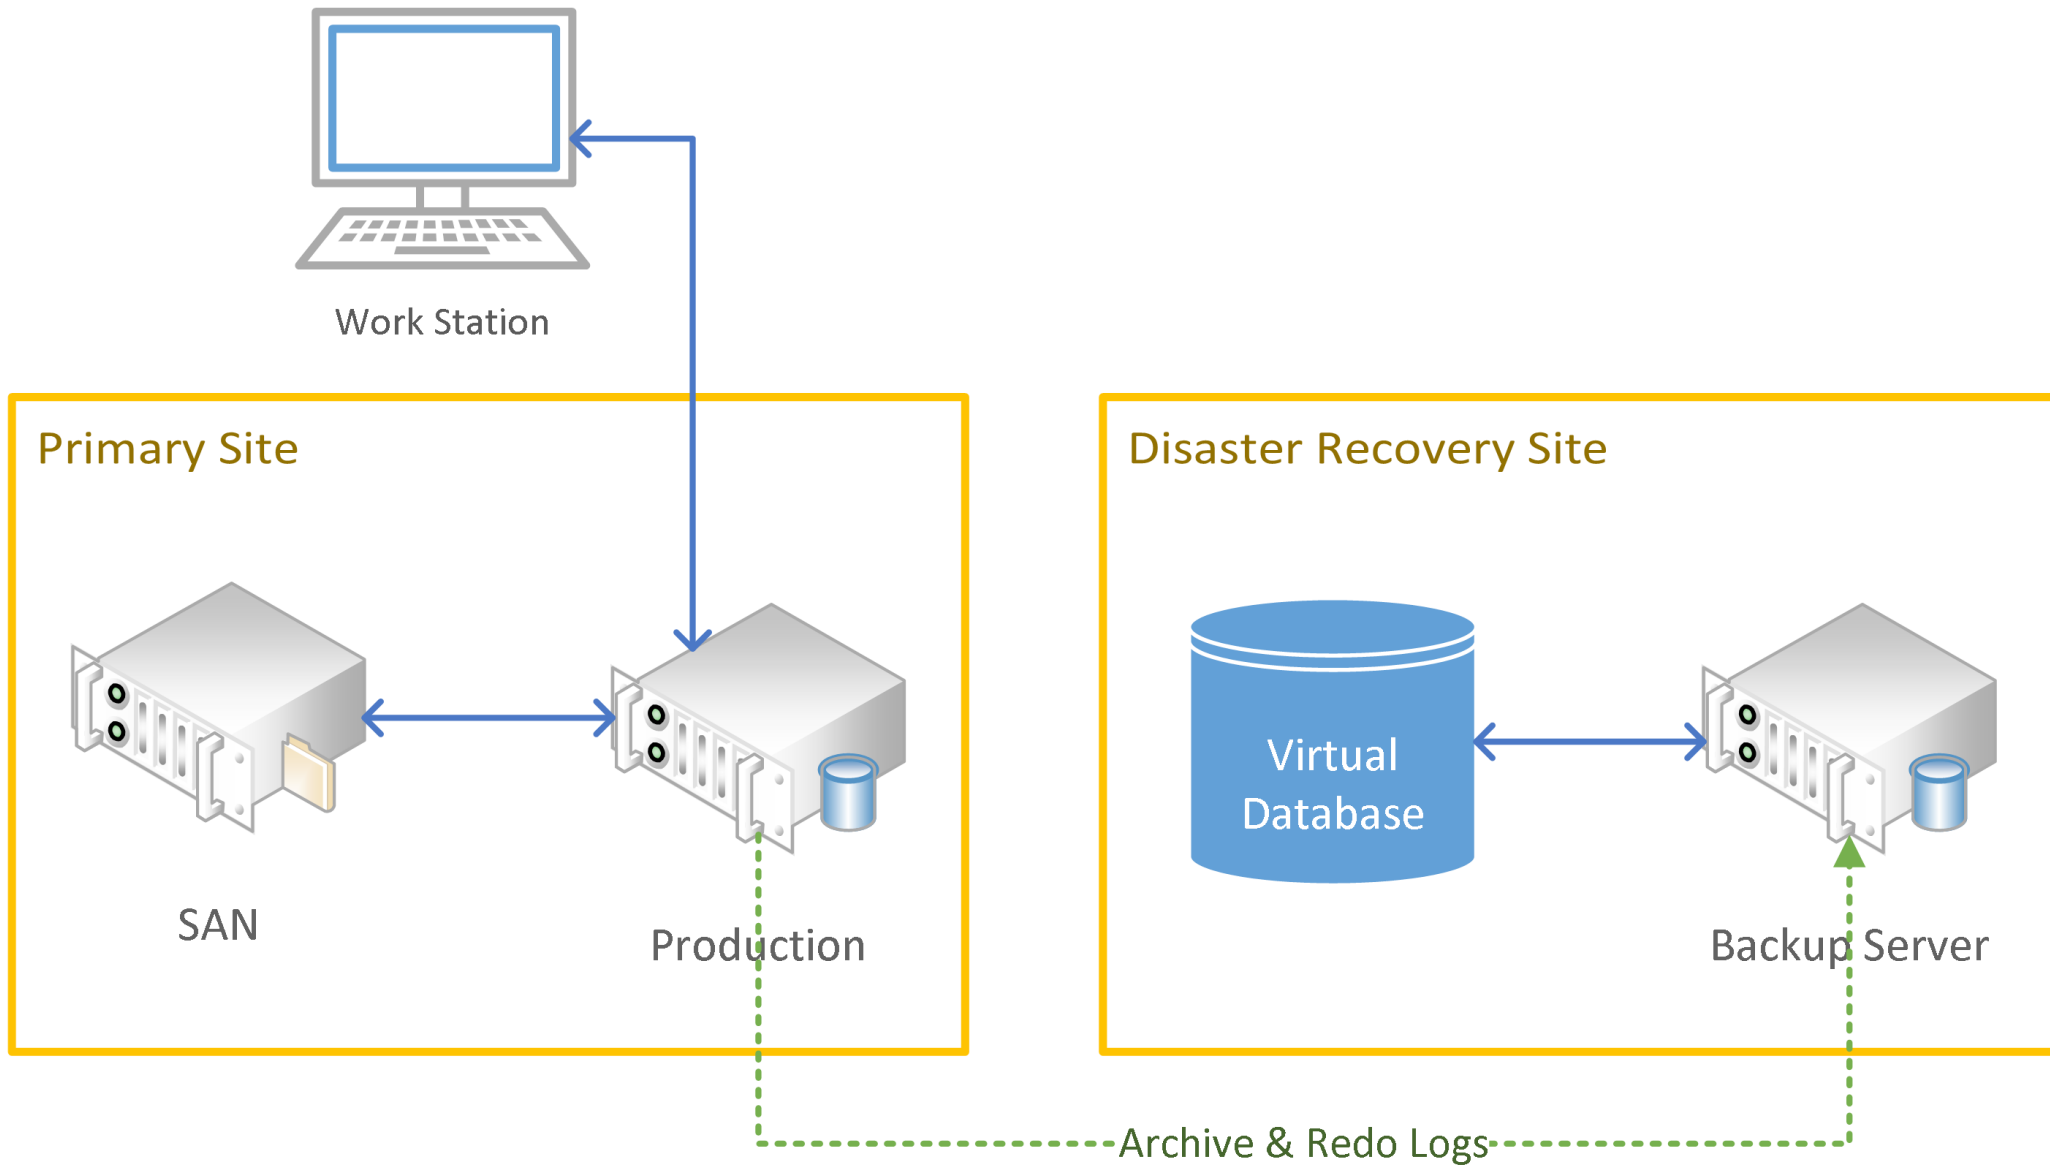 Work Station
Primary Site
Disaster Recovery Site
Virtual
Database
SAN
Production
Backup Server
Archive & Redo Logs